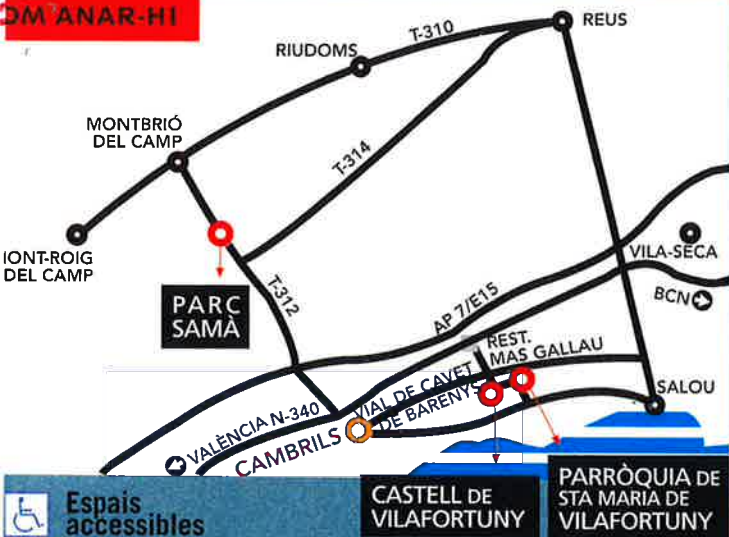 OM ANAR-HI
REUS
T-310
RIUDOMS
MONTBRIÓ
DEL CAMP
T-314
IONT-ROIG
DEL CAMP
VILA-SECA
BCN
T-312
PARC
SAMÀ
AP 7/E15
REST.
MAS GALLAU
VIAL DE CAVET
DE BARENYS
SALOU
VALÈNCIA N-340
CAMBRILS
Espais
accessibles
CASTELL DE
VILAFORTUNY
PARRÒQUIA DE
STA MARIA DE
VILAFORTUNY